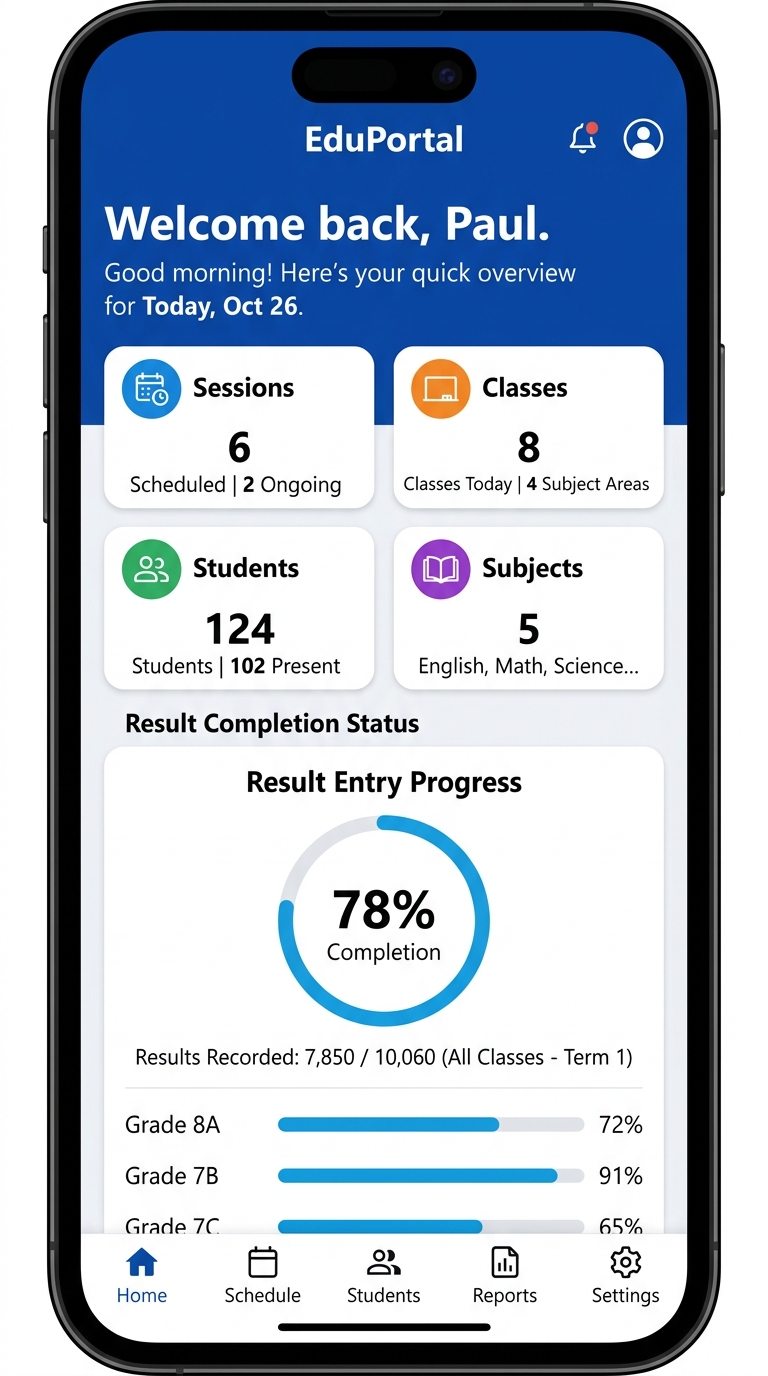 EduPortal
Welcome back, Paul.
Good morning! Here’s your quick overview
for Today, Oct 26.
Sessions
6
Scheduled | 2 Ongoing
Classes
8
Classes Today | 4 Subject Areas
Students
124
Students | 102 Present
Subjects
5
English, Math, Science...
Result Completion Status
Result Entry Progress
78%
Completion
Results Recorded: 7,850 / 10,060 (All Classes - Term 1)
Grade 8A 72%
Grade 7B 91%
Grade 7C 65%
Home Schedule Students Reports Settings